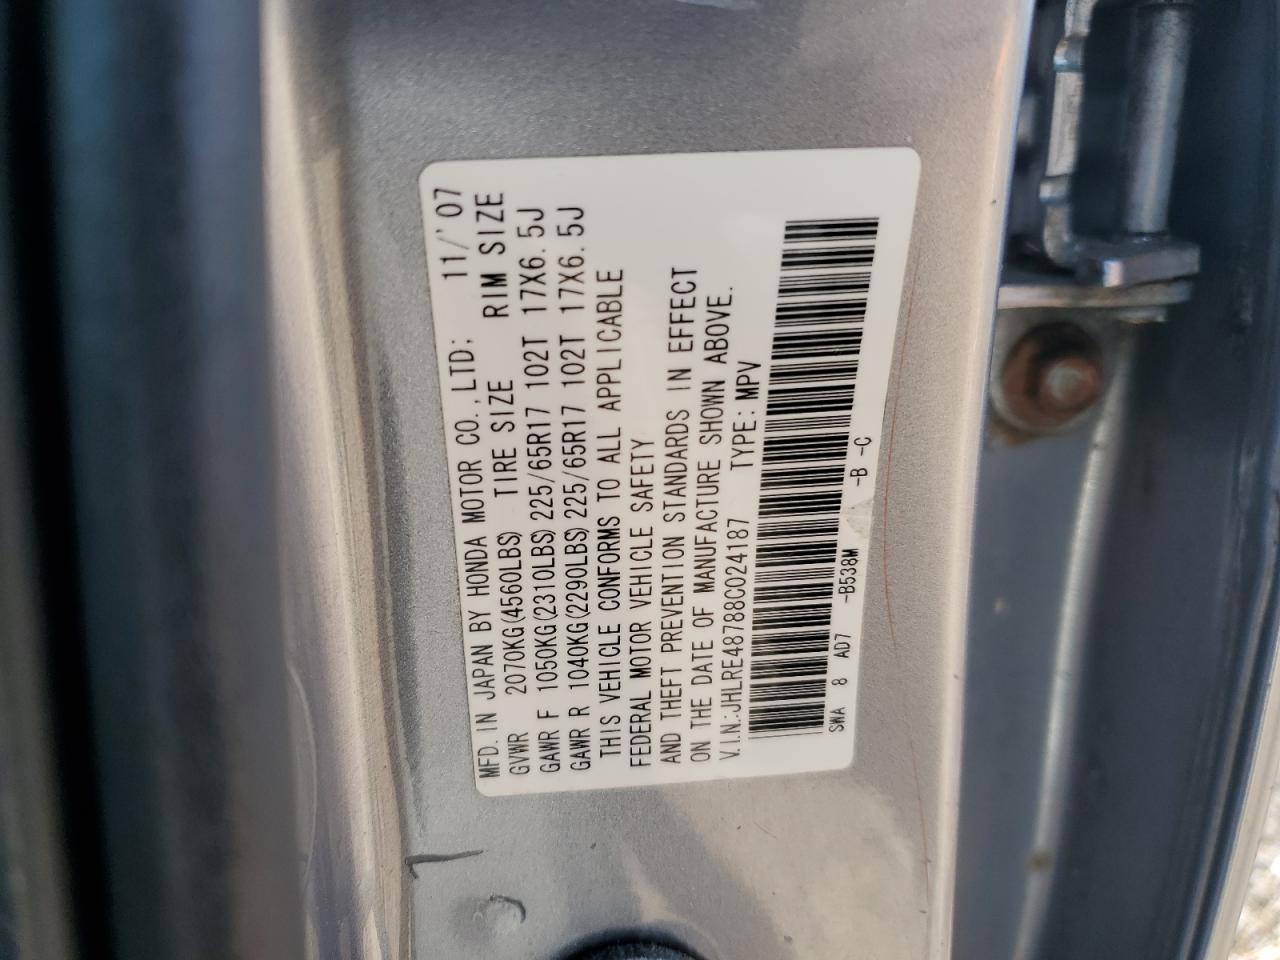 MFD. IN JAPAN BY HONDA MOTOR CO., LTD: 11/'07
GVWR 2070KG(4560LBS) TIRE SIZE RIM SIZE
GAWR F 1050KG(2310LBS) 225/65R17 102T 17X6.5J
GAWR R 1040KG(2290LBS) 225/65R17 102T 17X6.5J
THIS VEHICLE CONFORMS TO ALL APPLICABLE
FEDERAL MOTOR VEHICLE SAFETY
AND THEFT PREVENTION STANDARDS IN EFFECT
ON THE DATE OF MANUFACTURE SHOWN ABOVE.
V.I.N.:JHLRE48788C024187 TYPE:MPV
SWA 8 AD7 -B538M -B -C